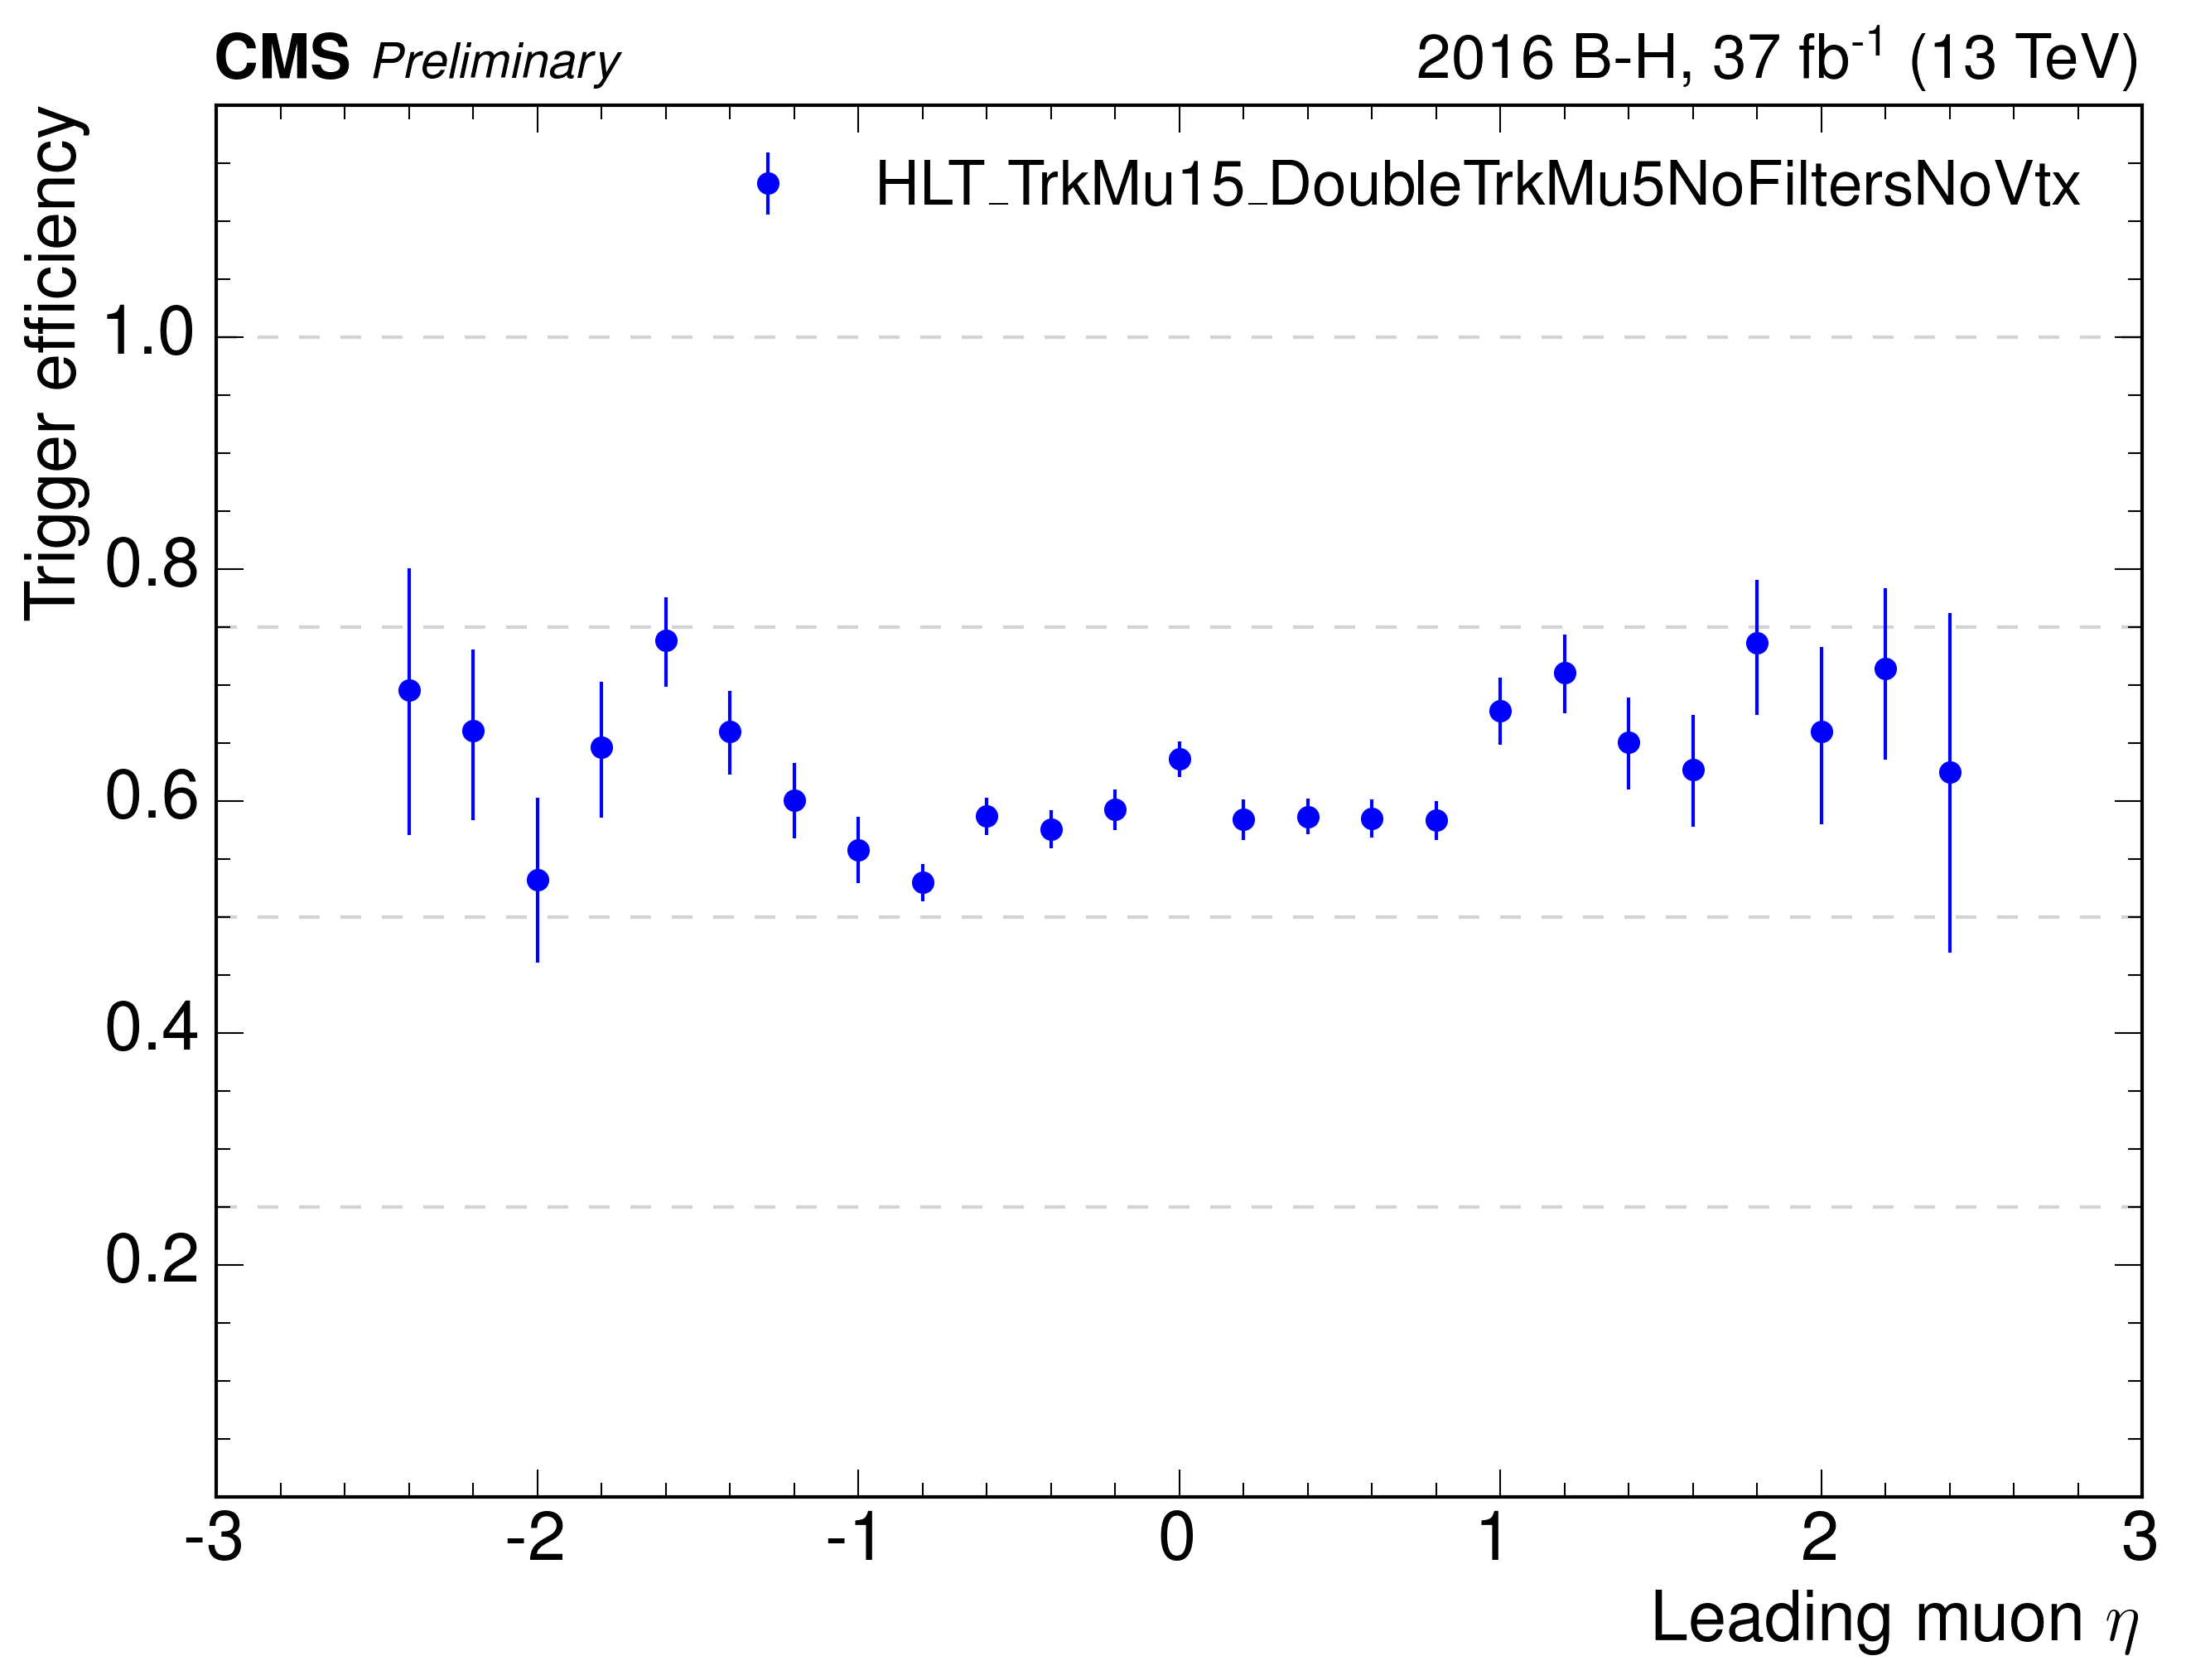 CMS Preliminary 2016 B-H, 37 fb⁻¹ (13 TeV)
HLT_TrkMu15_DoubleTrkMu5NoFiltersNoVtx
Trigger efficiency
1.0
0.8
0.6
0.4
0.2
-3 -2 -1 0 1 2 3
Leading muon η